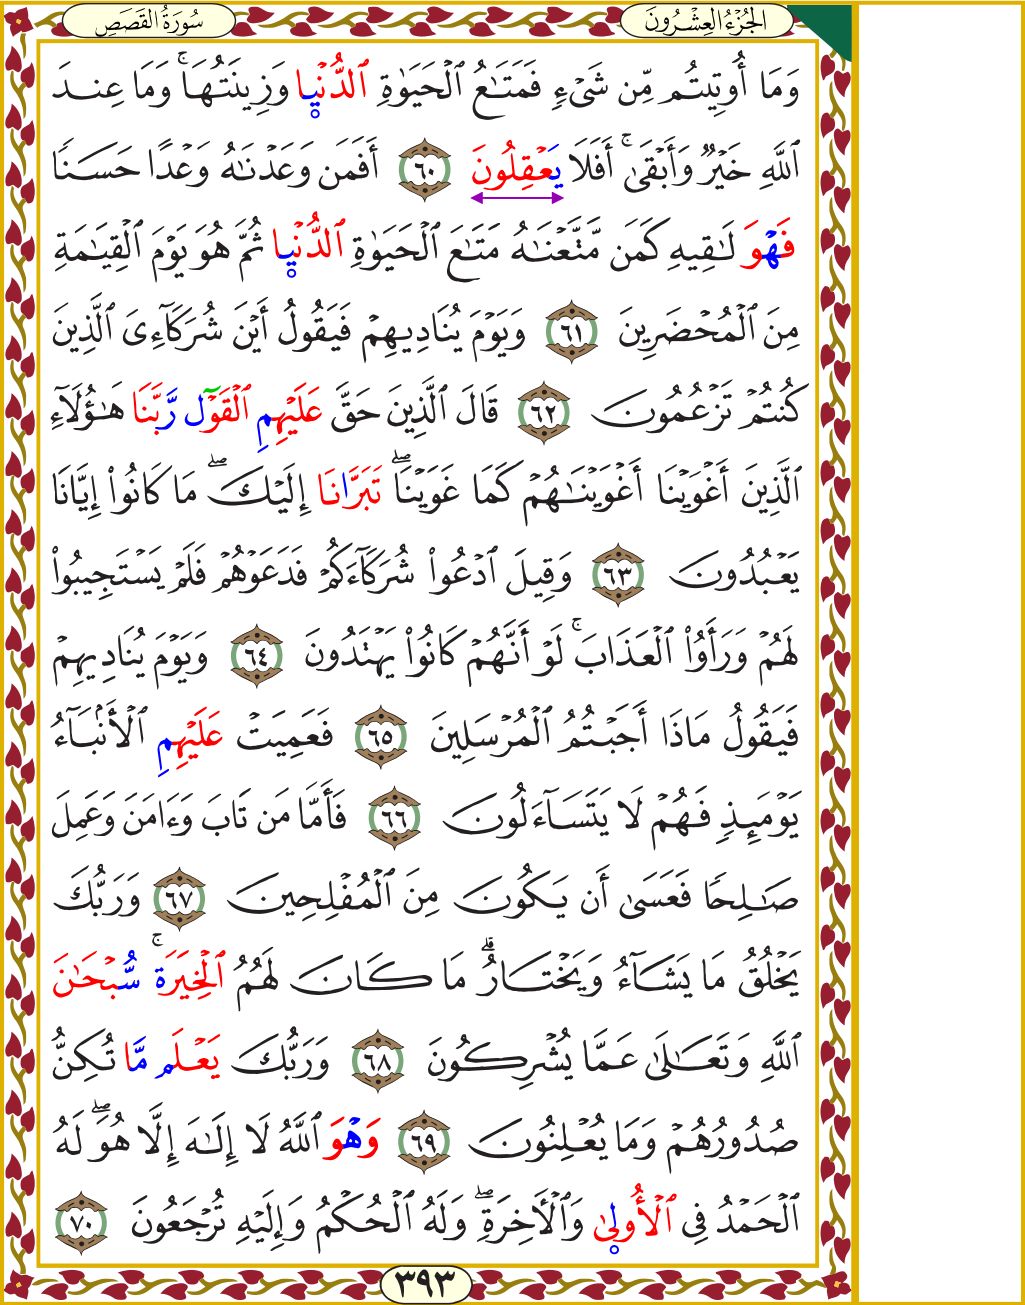 سُورَةُ القَصَصِ
الجُزْءُ العِشْرُونَ
وَمَا أُوتِيتُم مِّن شَىْءٍ فَمَتَٰعُ ٱلْحَيَوٰةِ ٱلدُّنْيٜا وَزِينَتُهَا ۚ وَمَا عِندَ
ٱللَّهِ خَيْرٌ وَأَبْقَىٰ ۚ أَفَلَا يَعْقِلُونَ ٦٠ أَفَمَن وَعَدْنَٰهُ وَعْدًا حَسَنًا
فَهْوَ لَٰقِيهِ كَمَن مَّتَّعْنَٰهُ مَتَٰعَ ٱلْحَيَوٰةِ ٱلدُّنْيٜا ثُمَّ هُوَ يَوْمَ ٱلْقِيَٰمَةِ
مِنَ ٱلْمُحْضَرِينَ ٦١ وَيَوْمَ يُنَادِيهِمْ فَيَقُولُ أَيْنَ شُرَكَآءِىَ ٱلَّذِينَ
كُنتُمْ تَزْعُمُونَ ٦٢ قَالَ ٱلَّذِينَ حَقَّ عَلَيْهِمِ ٱلْقَوْٓل رَّبَّنَا هَٰٓؤُلَآءِ
ٱلَّذِينَ أَغْوَيْنَا أَغْوَيْنَٰهُمْ كَمَا غَوَيْنَا ۖ تَبَرَّانَا إِلَيْكَ ۖ مَا كَانُوا۟ إِيَّانَا
يَعْبُدُونَ ٦٣ وَقِيلَ ٱدْعُوا۟ شُرَكَآءَكُمْ فَدَعَوْهُمْ فَلَمْ يَسْتَجِيبُوا۟
لَهُمْ وَرَأَوُا۟ ٱلْعَذَابَ ۚ لَوْ أَنَّهُمْ كَانُوا۟ يَهْتَدُونَ ٦٤ وَيَوْمَ يُنَادِيهِمْ
فَيَقُولُ مَاذَا أَجَبْتُمُ ٱلْمُرْسَلِينَ ٦٥ فَعَمِيَتْ عَلَيْهِمِ ٱلْأَنۢبَآءُ
يَوْمَئِذٍ فَهُمْ لَا يَتَسَآءَلُونَ ٦٦ فَأَمَّا مَن تَابَ وَءَامَنَ وَعَمِلَ
صَٰلِحًا فَعَسَىٰ أَن يَكُونَ مِنَ ٱلْمُفْلِحِينَ ٦٧ وَرَبُّكَ
يَخْلُقُ مَا يَشَآءُ وَيَخْتَارُ ۗ مَا كَانَ لَهُمُ ٱلْخِيَرَة ۚ سُّبْحَٰنَ
ٱللَّهِ وَتَعَٰلَىٰ عَمَّا يُشْرِكُونَ ٦٨ وَرَبُّكَ يَعْلَم مَّا تُكِنُّ
صُدُورُهُمْ وَمَا يُعْلِنُونَ ٦٩ وَهْوَ ٱللَّهُ لَا إِلَٰهَ إِلَّا هُوَ ۖ لَهُ
ٱلْحَمْدُ فِى ٱلْأُولٜىٰ وَٱلْأَخِرَةِ ۖ وَلَهُ ٱلْحُكْمُ وَإِلَيْهِ تُرْجَعُونَ ٧٠
٣٩٣